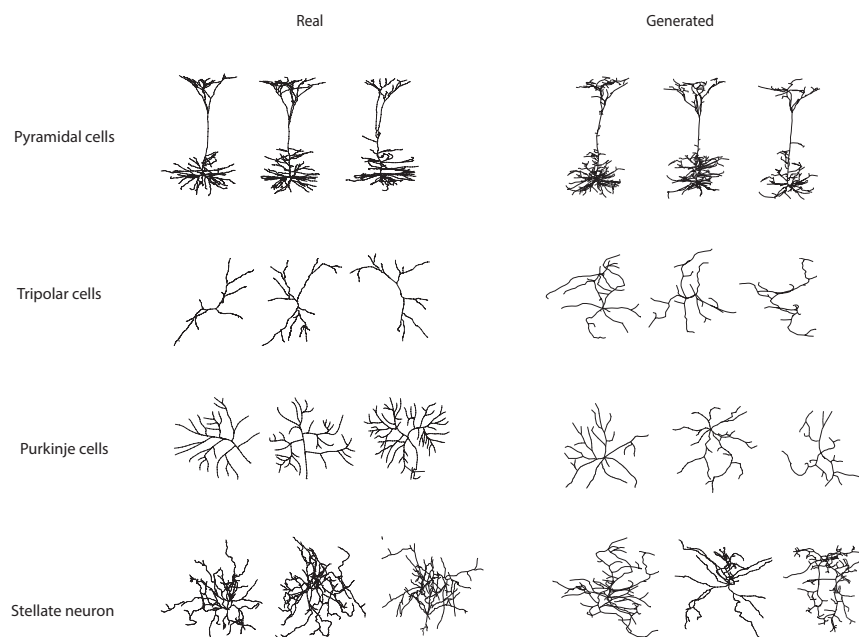 Real
Generated
Pyramidal cells
Tripolar cells
Purkinje cells
Stellate neuron